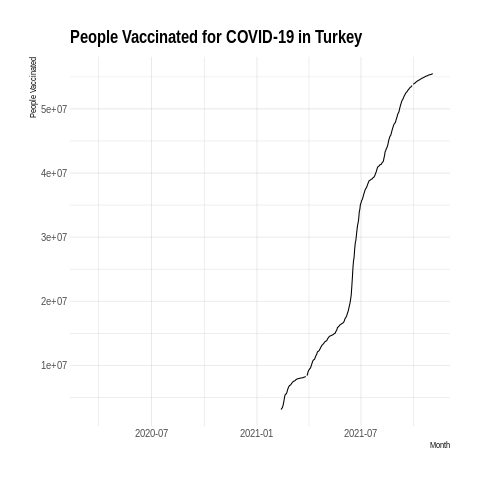 People Vaccinated for COVID-19 in Turkey
People Vaccinated
5e+07
4e+07
3e+07
2e+07
1e+07
2020-07
2021-01
2021-07
Month